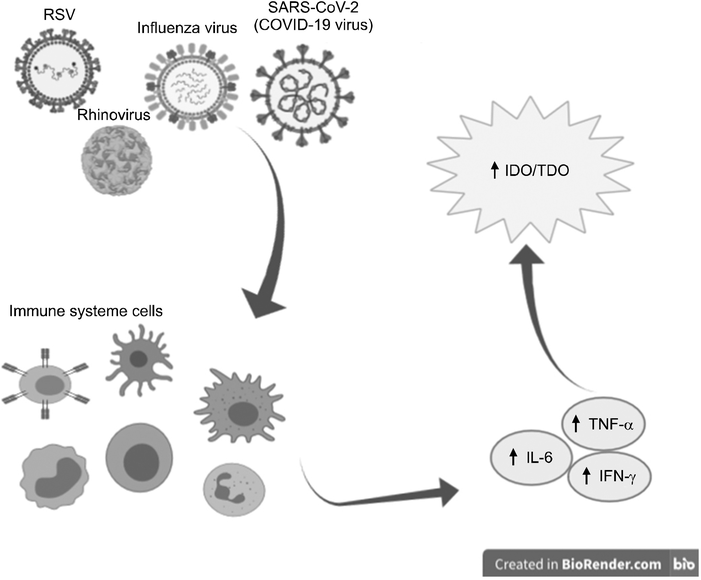 RSV
Influenza virus
SARS-CoV-2
(COVID-19 virus)
Rhinovirus
↑ IDO/TDO
Immune systeme cells
↑ TNF-α
↑ IL-6
↑ IFN-γ
Created in BioRender.com bio